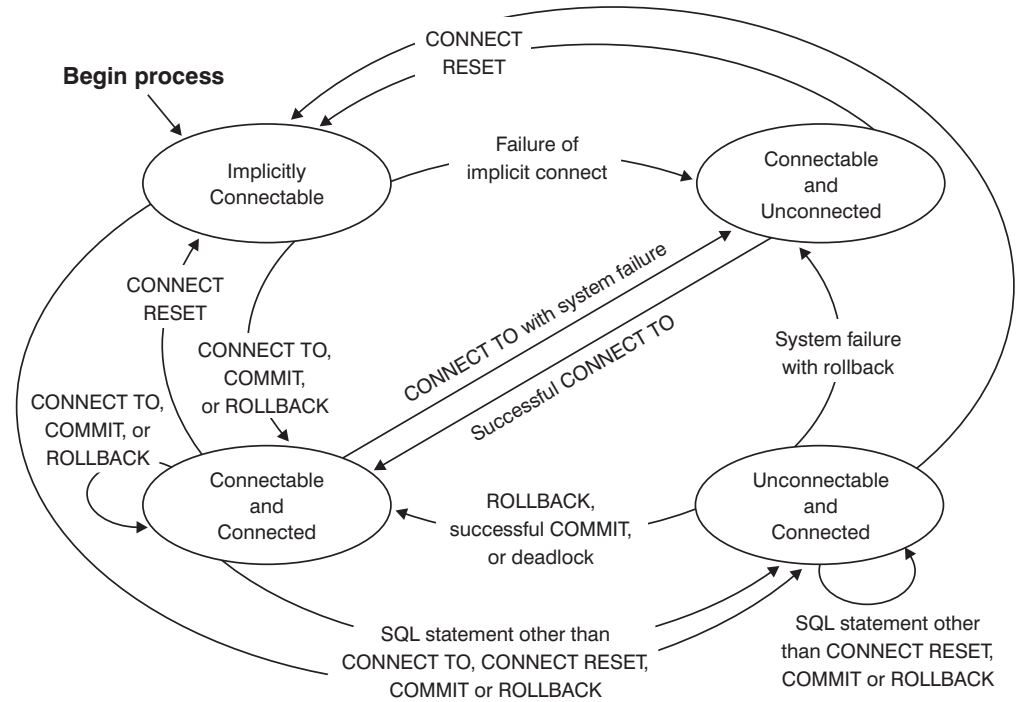 CONNECT
RESET
Begin process
Implicitly
Connectable
Failure of
implicit connect
Connectable
and
Unconnected
CONNECT
RESET
CONNECT TO,
COMMIT,
or ROLLBACK
CONNECT TO with system failure
Successful CONNECT TO
System failure
with rollback
CONNECT TO,
COMMIT, or
ROLLBACK
Connectable
and
Connected
ROLLBACK,
successful COMMIT,
or deadlock
Unconnectable
and
Connected
SQL statement other than
CONNECT TO, CONNECT RESET,
COMMIT or ROLLBACK
SQL statement other
than CONNECT RESET,
COMMIT or ROLLBACK